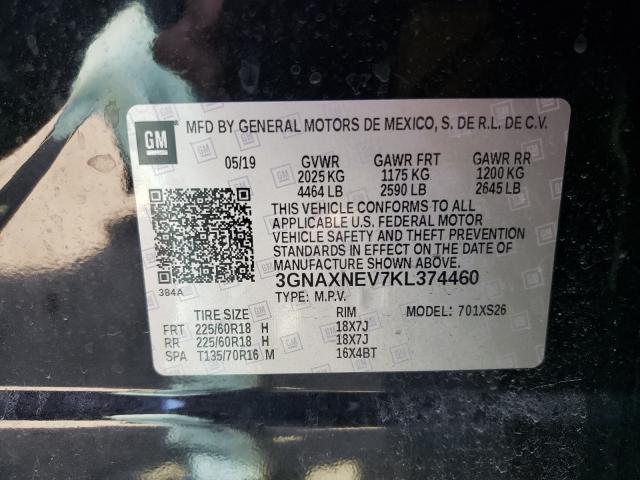 GM MFD BY GENERAL MOTORS DE MEXICO, S. DE R.L. DE C.V.
05/19 GVWR GAWR FRT GAWR RR
2025 KG 1175 KG 1200 KG
4464 LB 2590 LB 2645 LB
THIS VEHICLE CONFORMS TO ALL
APPLICABLE U.S. FEDERAL MOTOR
VEHICLE SAFETY AND THEFT PREVENTION
STANDARDS IN EFFECT ON THE DATE OF
MANUFACTURE SHOWN ABOVE.
384A 3GNAXNEV7KL374460
TYPE: M.P.V. MODEL: 701XS26
TIRE SIZE RIM
FRT 225/60R18 H 18X7J
RR 225/60R18 H 18X7J
SPA T135/70R16 M 16X4BT